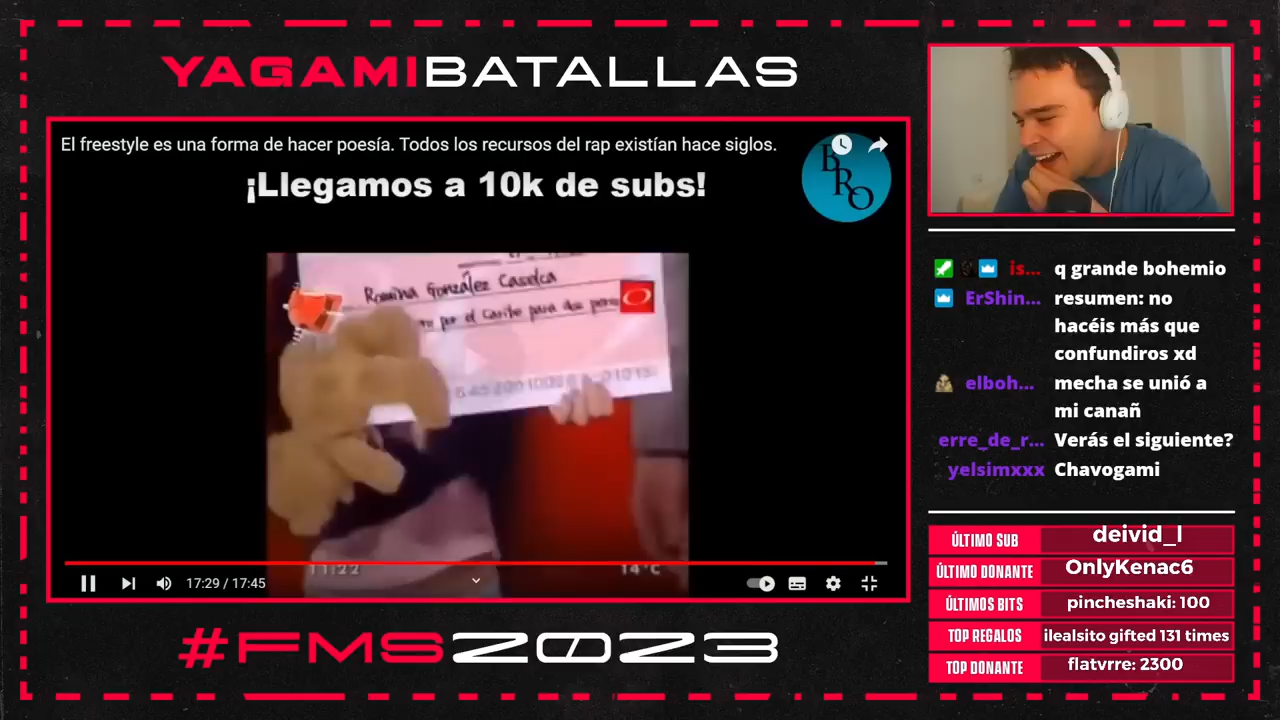 YAGAMIBATALLAS
El freestyle es una forma de hacer poesía. Todos los recursos del rap existían hace siglos.
¡Llegamos a 10k de subs!
BRO
Romina González
por el Caribe para dos
11:22
14°C
17:29 / 17:45
#FMS2023
is... q grande bohemio
ErShin... resumen: no
hacéis más que
confundiros xd
elboh... mecha se unió a
mi canañ
erre_de_r... Verás el siguiente?
yelsimxxx Chavogami
ÚLTIMO SUB deivid_l
ÚLTIMO DONANTE OnlyKenac6
ÚLTIMOS BITS pincheshaki: 100
TOP REGALOS ilealsito gifted 131 times
TOP DONANTE flatvrre: 2300